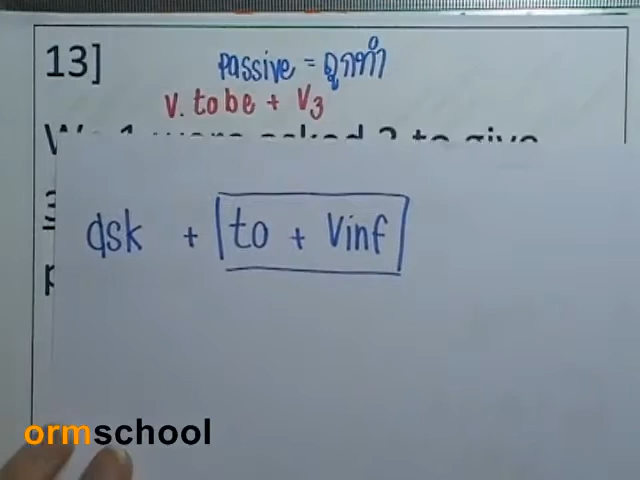 13]
passive = ถูกทำ
V. to be + V3
ask + to + Vinf
ormschool